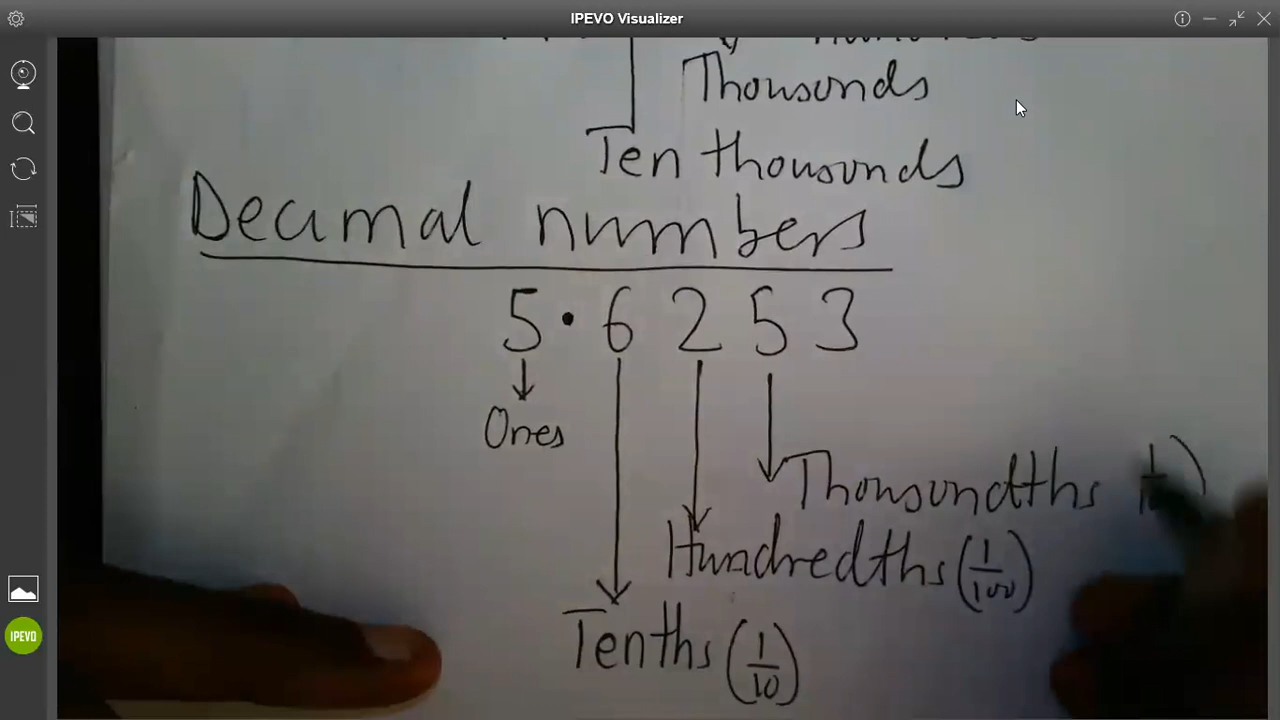 IPEVO Visualizer
Thousands
Ten thousands
Decimal numbers
5.6253
Ones
Thousandths
Hundredths (1/100)
Tenths (1/10)
IPEVO